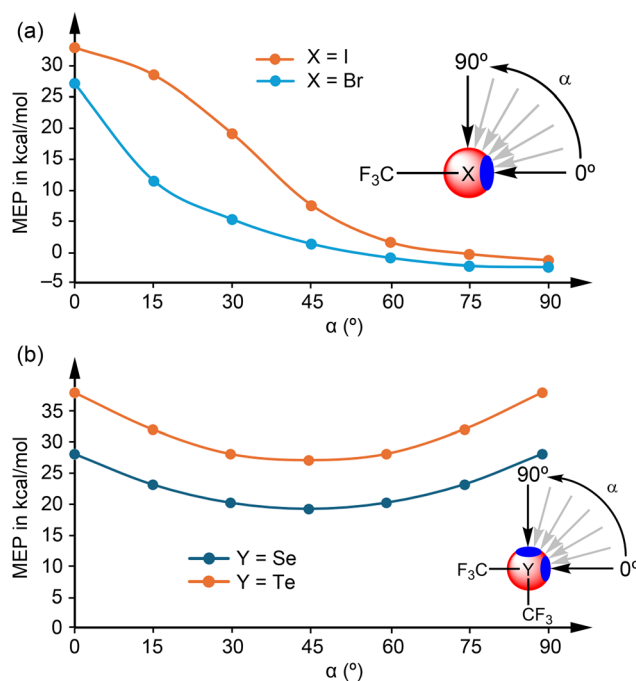 (a)
MEP in kcal/mol
30
25
20
15
10
5
0
–5
X = I
X = Br
90º
α
F₃C
X
0º
0 15 30 45 60 75 90
α (º)
(b)
MEP in kcal/mol
35
30
25
20
15
10
5
0
Y = Se
Y = Te
90º
α
F₃C
Y
0º
CF₃
0 15 30 45 60 75 90
α (º)